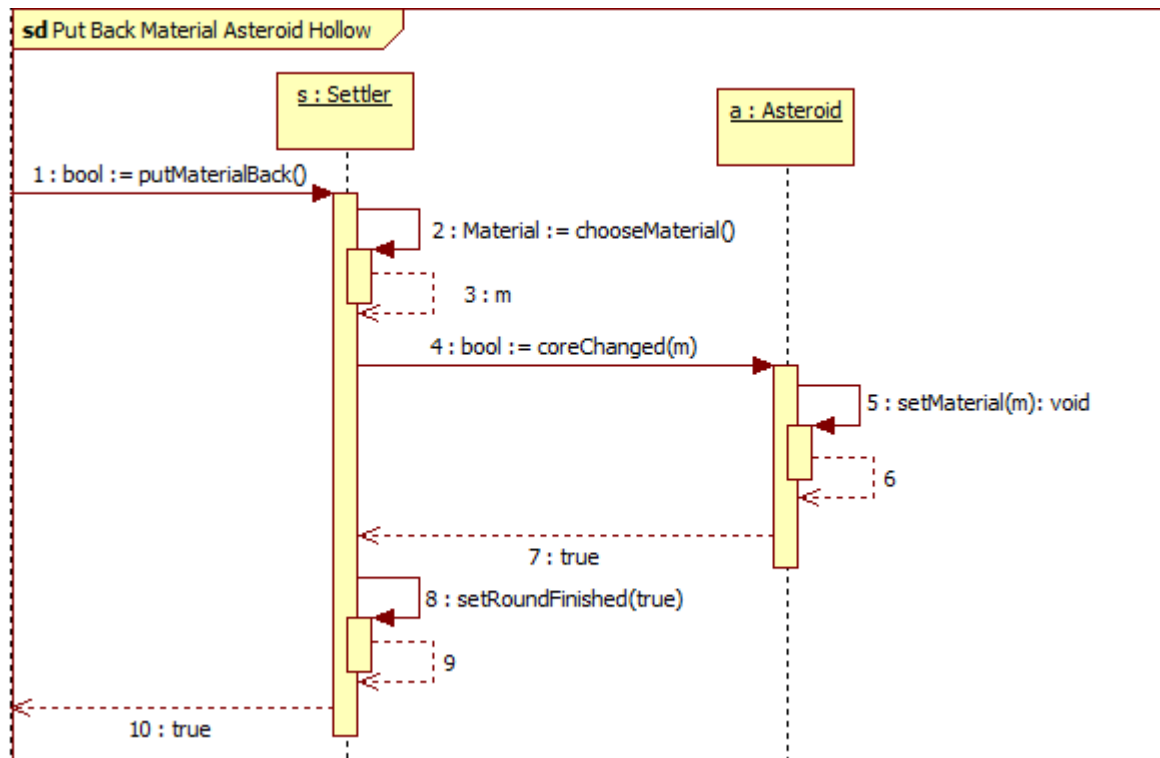 sd Put Back Material Asteroid Hollow
s : Settler
a : Asteroid
1 : bool := putMaterialBack()
2 : Material := chooseMaterial()
3 : m
4 : bool := coreChanged(m)
5 : setMaterial(m): void
6
7 : true
8 : setRoundFinished(true)
9
10 : true